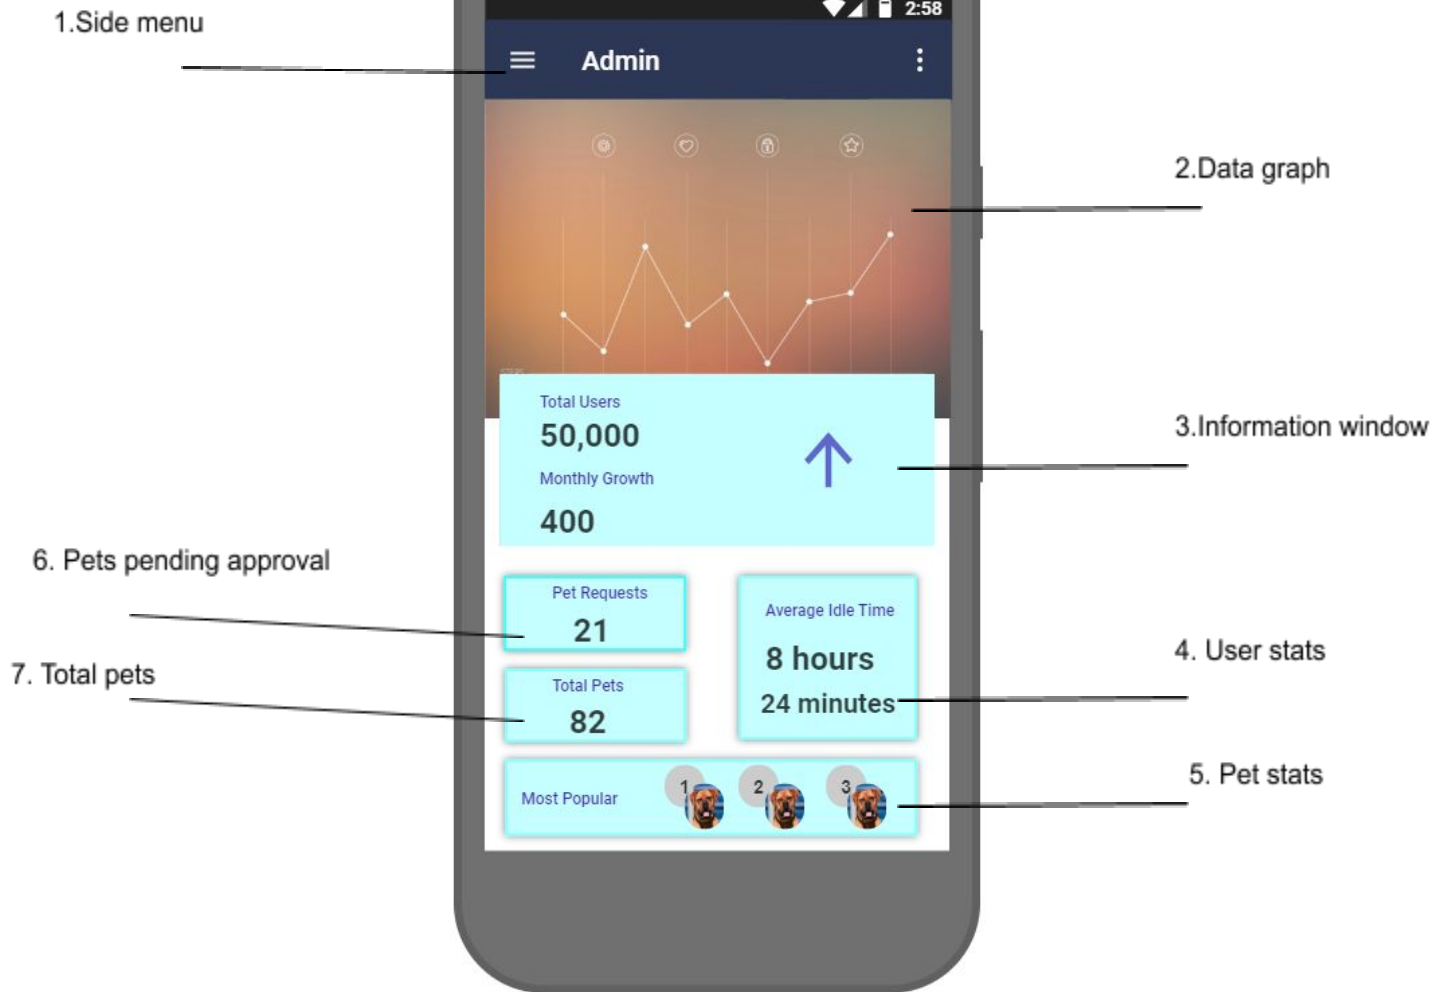 2:58
1.Side menu
Admin
2.Data graph
Total Users
50,000
3.Information window
Monthly Growth
400
6. Pets pending approval
Pet Requests
21
Average Idle Time
8 hours
24 minutes
4. User stats
7. Total pets
Total Pets
82
5. Pet stats
Most Popular
1
2
3